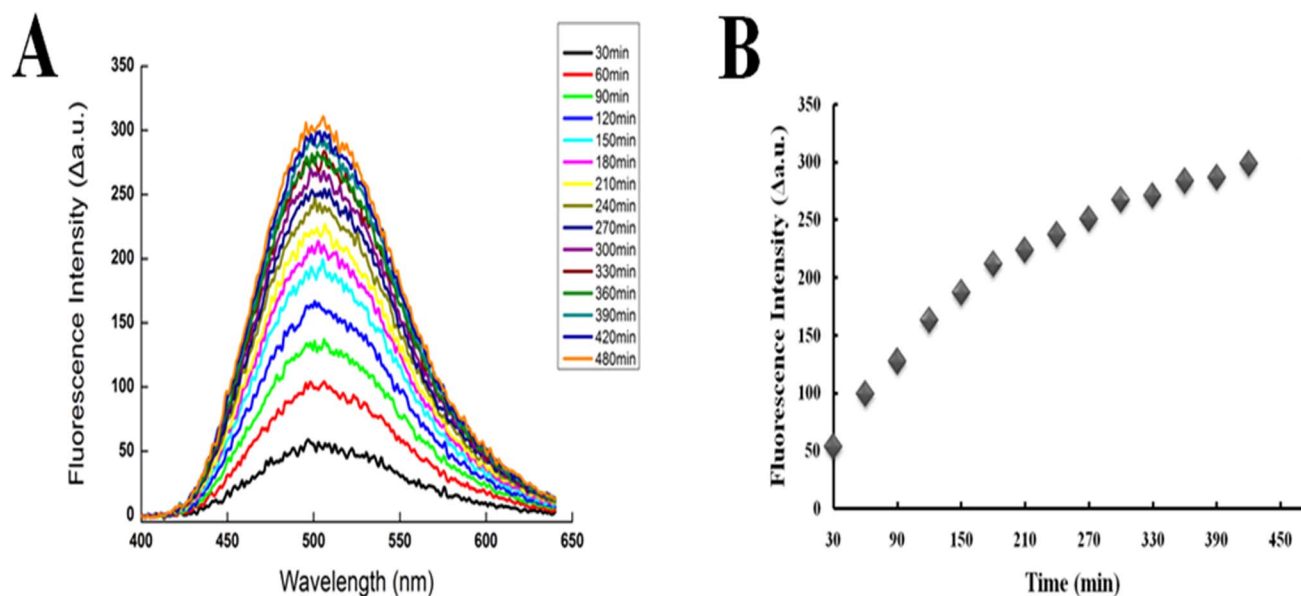 A
Fluorescence Intensity (Δa.u.)
350
300
250
200
150
100
50
0
400 450 500 550 600 650
Wavelength (nm)
30min
60min
90min
120min
150min
180min
210min
240min
270min
300min
330min
360min
390min
420min
480min
B
Fluorescence Intensity (Δa.u.)
350
300
250
200
150
100
50
0
30 90 150 210 270 330 390 450
Time (min)